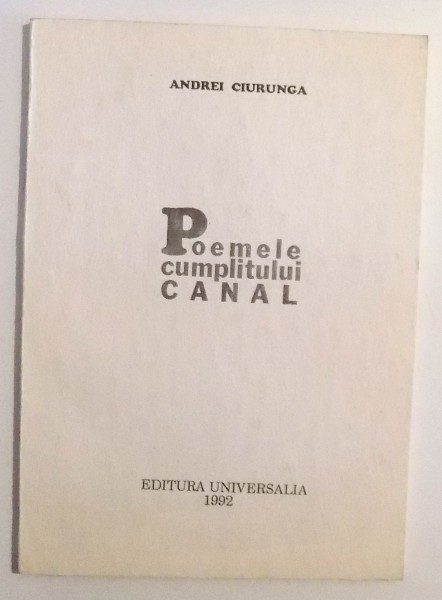 ANDREI CIURUNGA
Poemele
cumplitului
CANAL
EDITURA UNIVERSALIA
1992